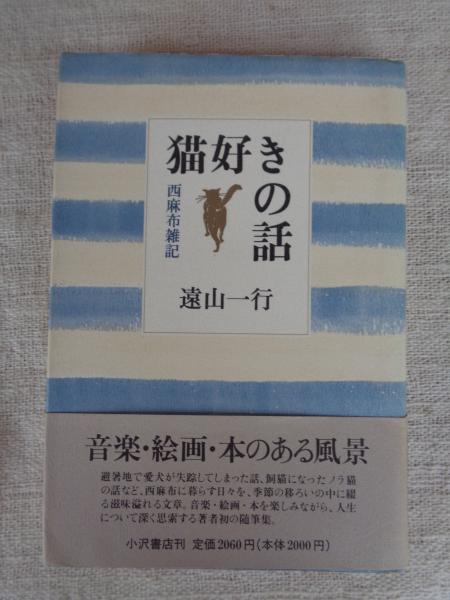 猫好きの話
西麻布雑記
遠山一行
音楽・絵画・本のある風景
避暑地で愛犬が失踪してしまった話、飼猫になったノラ猫
の話など、西麻布に暮らす日々を、季節の移ろいの中に綴
る滋味溢れる文章。音楽・絵画・本を楽しみながら、人生
について深く思索する著者初の随筆集。
小沢書店刊 定価2060円(本体2000円)